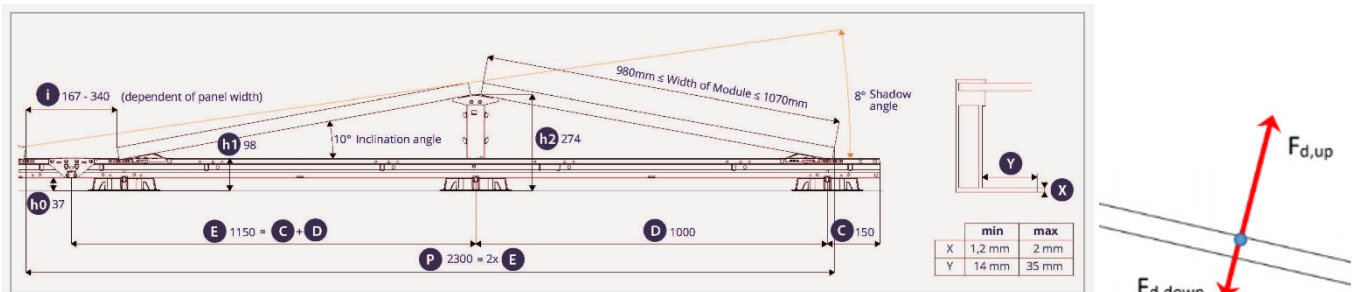 i 167 - 340 (dependent of panel width)
980mm ≤ Width of Module ≤ 1070mm
8° Shadow
angle
10° Inclination angle
h1 98
h2 274
h0 37
E 1150 = C + D
D 1000
C 150
P 2300 = 2x E
Y
X
min max
X 1,2 mm 2 mm
Y 14 mm 35 mm
Fd,up
Fd,down